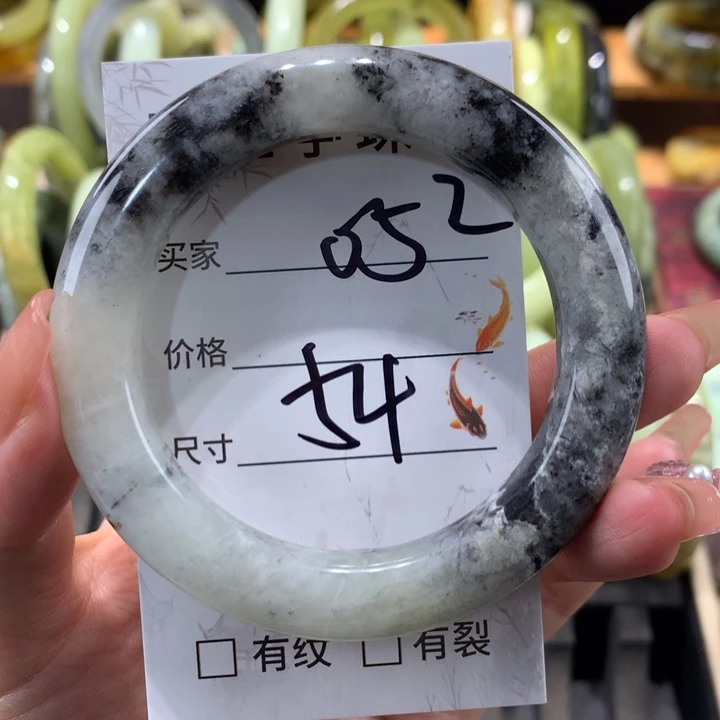 买家 052
价格
尺寸 54
□ 有纹 □ 有裂